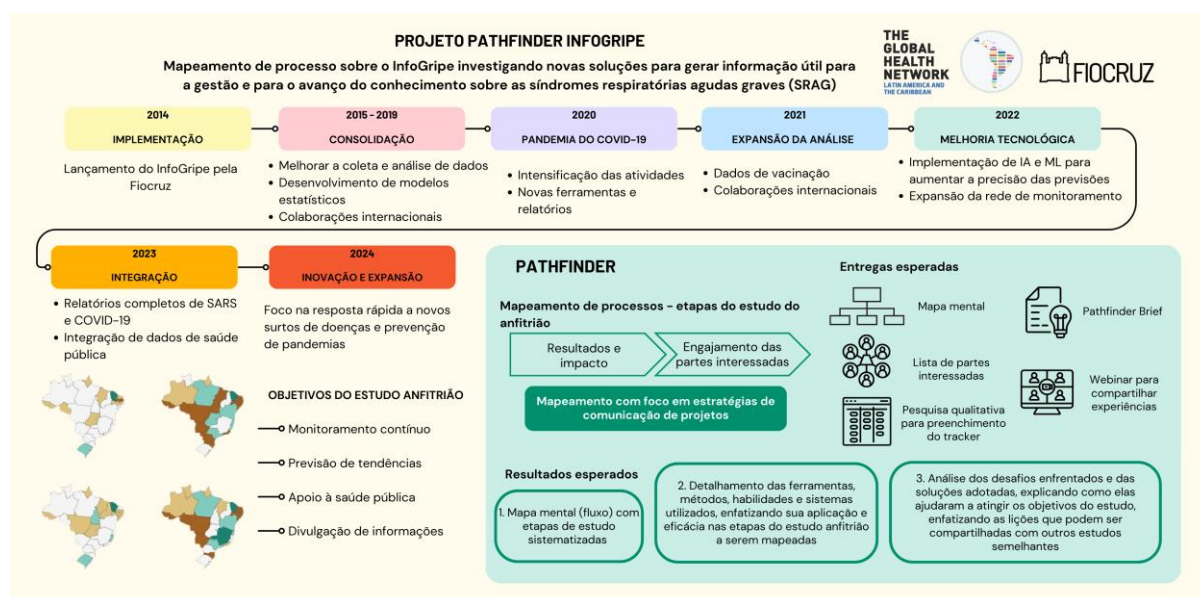 PROJETO PATHFINDER INFOGRIPE
Mapeamento de processo sobre o InfoGripe investigando novas soluções para gerar informação útil para
a gestão e para o avanço do conhecimento sobre as síndromes respiratórias agudas graves (SRAG)
THE
GLOBAL
HEALTH
NETWORK
LATIN AMERICA AND
THE CARIBBEAN
FIOCRUZ
2014
IMPLEMENTAÇÃO
Lançamento do InfoGripe pela
Fiocruz
2015 - 2019
CONSOLIDAÇÃO
• Melhorar a coleta e análise de dados
• Desenvolvimento de modelos
estatísticos
• Colaborações internacionais
2020
PANDEMIA DO COVID-19
• Intensificação das atividades
• Novas ferramentas e
relatórios
2021
EXPANSÃO DA ANÁLISE
• Dados de vacinação
• Colaborações internacionais
2022
MELHORIA TECNOLÓGICA
• Implementação de IA e ML para
aumentar a precisão das previsões
• Expansão da rede de monitoramento
2023
INTEGRAÇÃO
• Relatórios completos de SARS
e COVID-19
• Integração de dados de saúde
pública
2024
INOVAÇÃO E EXPANSÃO
Foco na resposta rápida a novos
surtos de doenças e prevenção
de pandemias
OBJETIVOS DO ESTUDO ANFITRIÃO
Monitoramento contínuo
Previsão de tendências
Apoio à saúde pública
Divulgação de informações
PATHFINDER
Mapeamento de processos - etapas do estudo do
anfitrião
Resultados e
impacto
Engajamento das
partes interessadas
Mapeamento com foco em estratégias de
comunicação de projetos
Entregas esperadas
Mapa mental
Lista de partes
interessadas
Pesquisa qualitativa
para preenchimento
do tracker
Pathfinder Brief
Webinar para
compartilhar
experiências
Resultados esperados
1. Mapa mental (fluxo) com
etapas de estudo
sistematizadas
2. Detalhamento das ferramentas,
métodos, habilidades e sistemas
utilizados, enfatizando sua aplicação e
eficácia nas etapas do estudo anfitrião
a serem mapeadas
3. Análise dos desafios enfrentados e das
soluções adotadas, explicando como elas
ajudaram a atingir os objetivos do estudo,
enfatizando as lições que podem ser
compartilhadas com outros estudos
semelhantes